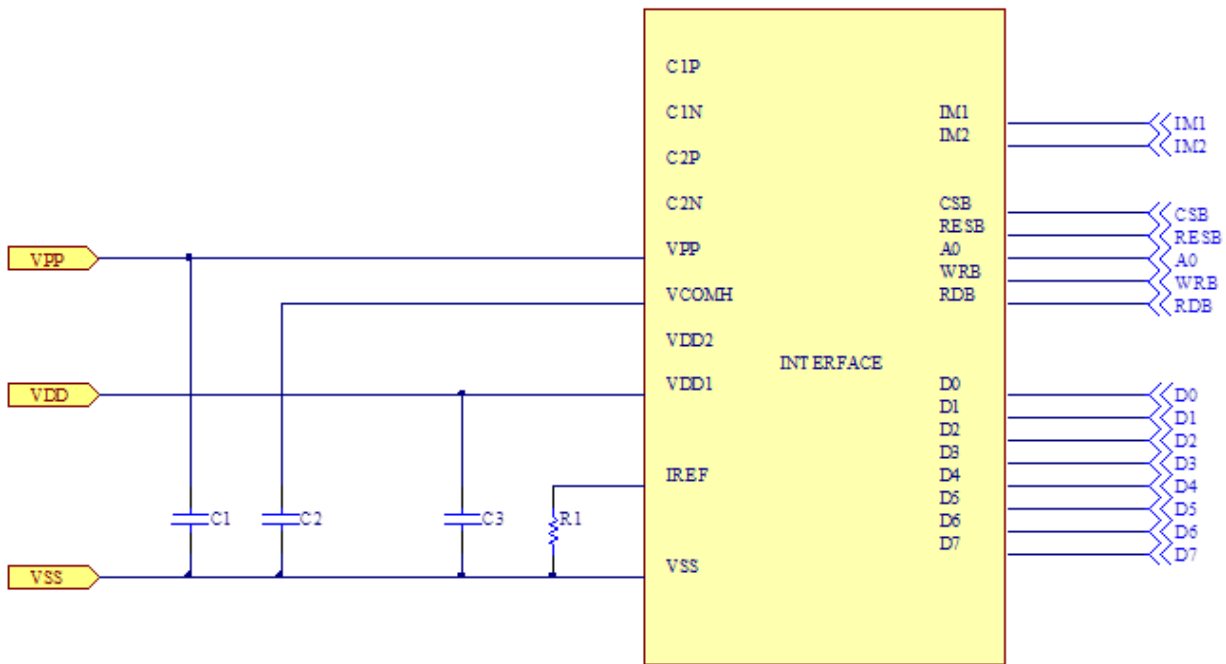 C1P
C1N
IM1
IM1
IM2
IM2
C2P
C2N
CSB
CSB
RESB
RESB
VPP
VPP
A0
A0
WRB
WRB
VCOMH
RDB
RDB
VDD2
INTERFACE
VDD
VDD1
D0
D0
D1
D1
D2
D2
D3
D3
IREF
D4
D4
D5
D5
C1
C2
C3
R1
D6
D6
D7
D7
VSS
VSS